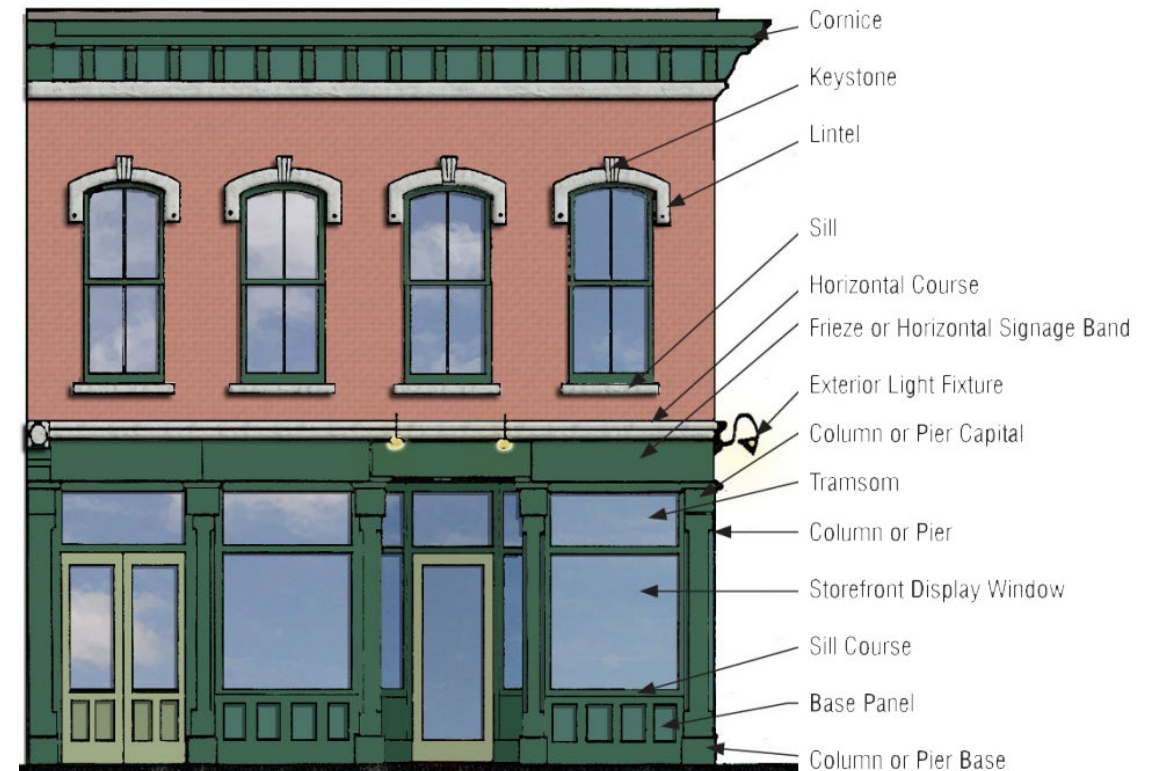 Cornice
Keystone
Lintel
Sill
Horizontal Course
Frieze or Horizontal Signage Band
Exterior Light Fixture
Column or Pier Capital
Tramsom
Column or Pier
Storefront Display Window
Sill Course
Base Panel
Column or Pier Base